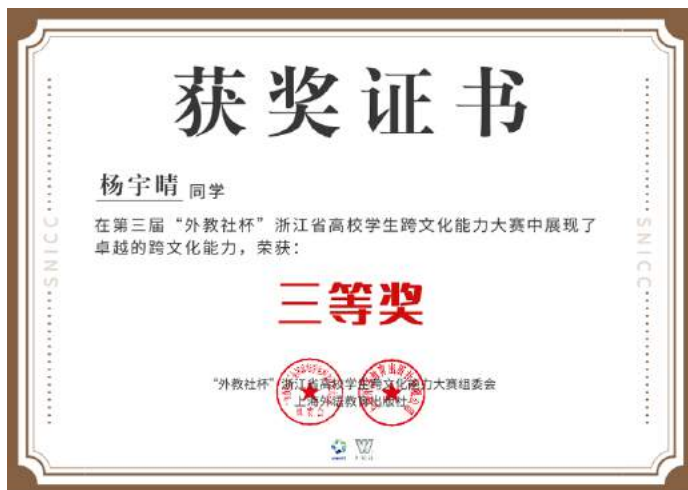 获奖证书
杨宇晴 同学
在第三届“外教社杯”浙江省高校学生跨文化能力大赛中展现了
卓越的跨文化能力，荣获：
三等奖
“外教社杯”浙江省高校学生跨文化能力大赛组委会
上海外语教育出版社
SNICC
SNICC